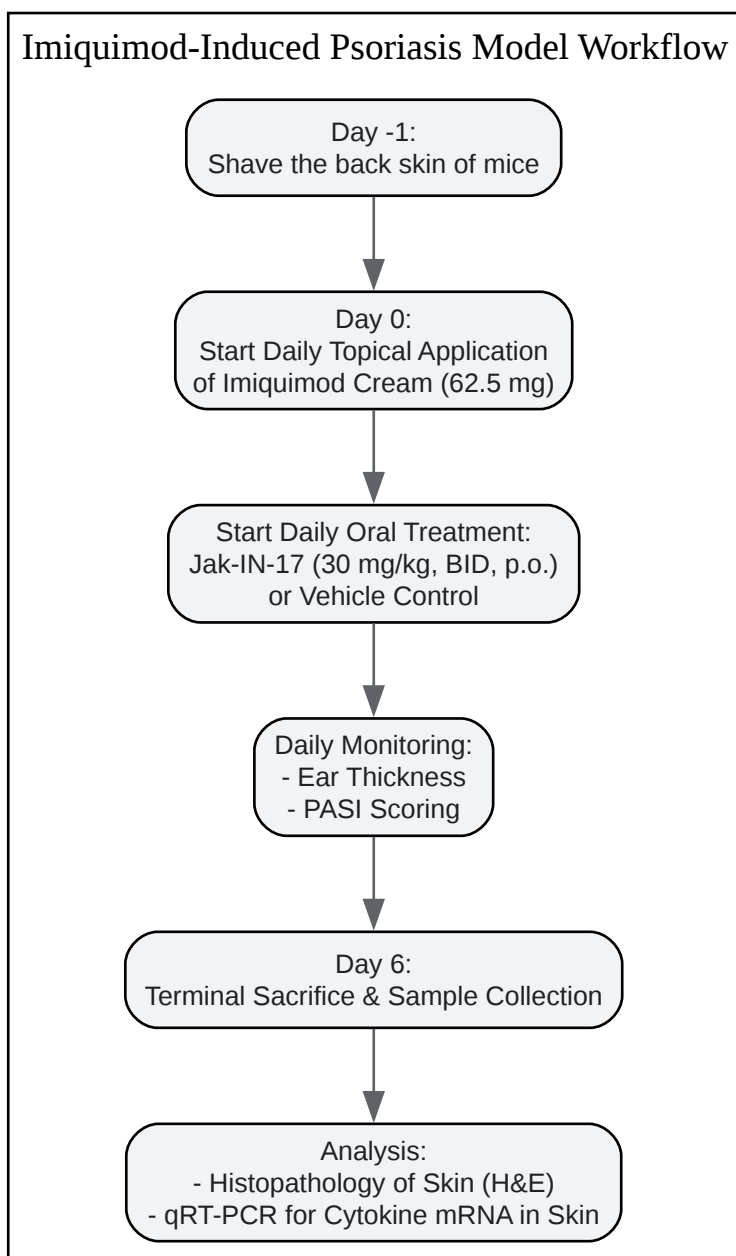 Imiquimod-Induced Psoriasis Model Workflow
Day -1:
Shave the back skin of mice
Day 0:
Start Daily Topical Application
of Imiquimod Cream (62.5 mg)
Start Daily Oral Treatment:
Jak-IN-17 (30 mg/kg, BID, p.o.)
or Vehicle Control
Daily Monitoring:
- Ear Thickness
- PASI Scoring
Day 6:
Terminal Sacrifice & Sample Collection
Analysis:
- Histopathology of Skin (H&E)
- qRT-PCR for Cytokine mRNA in Skin